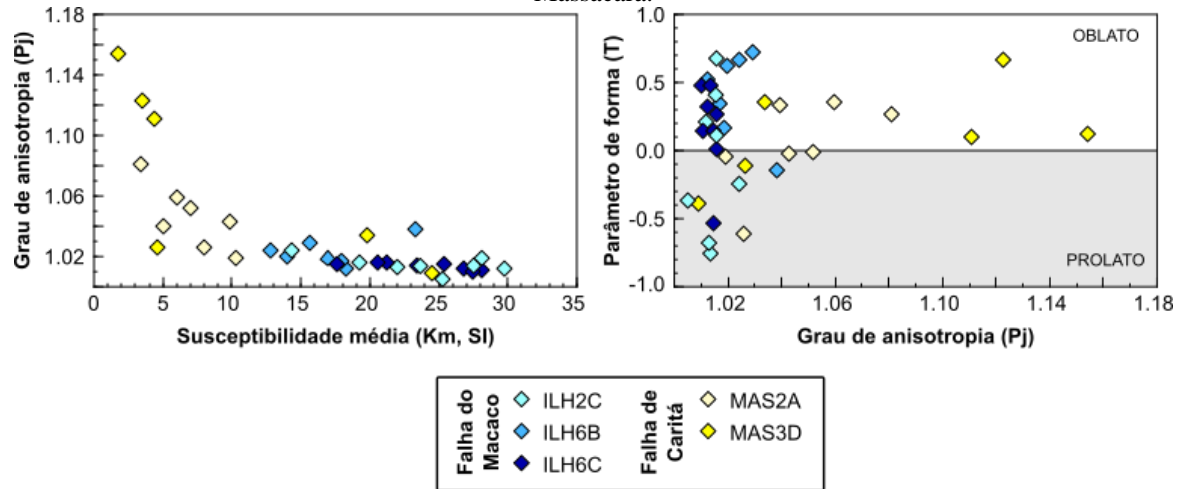 Massacará.
1.18
1.14
1.10
1.06
1.02
0 5 10 15 20 25 30 35
Grau de anisotropia (Pj)
Susceptibilidade média (Km, SI)
1.0
0.5
0.0
-0.5
-1.0
1.02 1.06 1.10 1.14 1.18
Parâmetro de forma (T)
Grau de anisotropia (Pj)
OBLATO
PROLATO
Falha do
Macaco
ILH2C
ILH6B
ILH6C
Falha de
Caritá
MAS2A
MAS3D